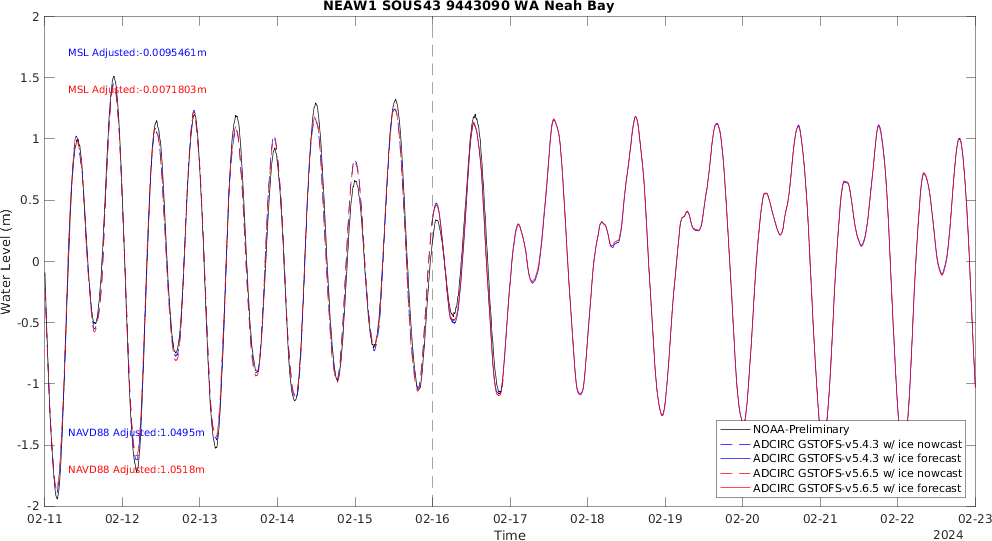 NEAW1 SOUS43 9443090 WA Neah Bay
Water Level (m)
2
1.5
1
0.5
0
-0.5
-1
-1.5
-2
MSL Adjusted:-0.0095461m
MSL Adjusted:-0.0071803m
NAVD88 Adjusted:1.0495m
NAVD88 Adjusted:1.0518m
NOAA-Preliminary
ADCIRC GSTOFS-v5.4.3 w/ ice nowcast
ADCIRC GSTOFS-v5.4.3 w/ ice forecast
ADCIRC GSTOFS-v5.6.5 w/ ice nowcast
ADCIRC GSTOFS-v5.6.5 w/ ice forecast
02-11 02-12 02-13 02-14 02-15 02-16 02-17 02-18 02-19 02-20 02-21 02-22 02-23
Time
2024